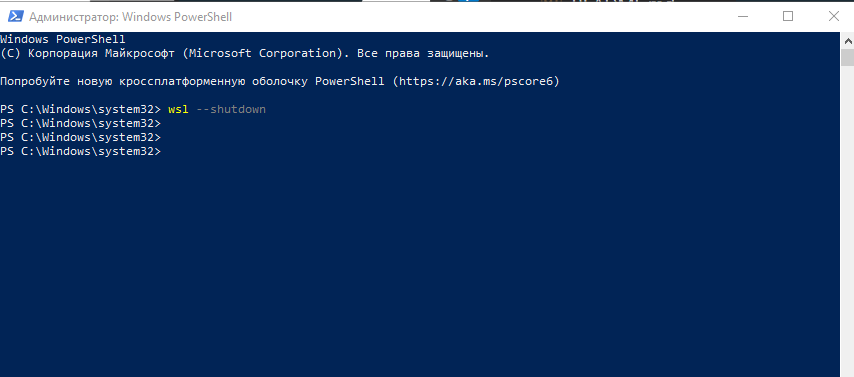 Администратор: Windows PowerShell
Windows PowerShell
(C) Корпорация Майкрософт (Microsoft Corporation). Все права защищены.
Попробуйте новую кроссплатформенную оболочку PowerShell (https://aka.ms/pscore6)
PS C:\Windows\system32> wsl --shutdown
PS C:\Windows\system32>
PS C:\Windows\system32>
PS C:\Windows\system32>